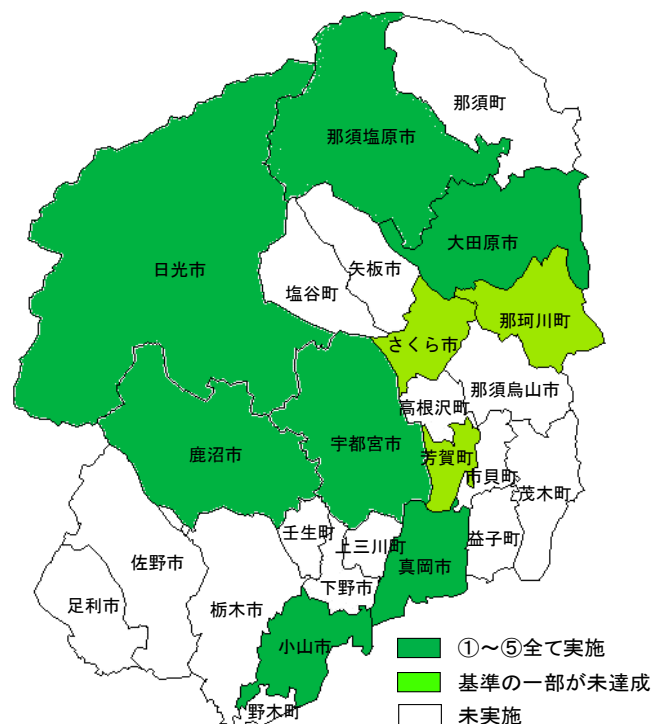 那須町
那須塩原市
大田原市
日光市
矢板市
塩谷町
那珂川町
さくら市
那須烏山市
高根沢町
鹿沼市
宇都宮市
芳賀町
市貝町
茂木町
壬生町
上三川町
益子町
佐野市
真岡市
下野市
足利市
栃木市
小山市
野木町
①～⑤全て実施
基準の一部が未達成
未実施